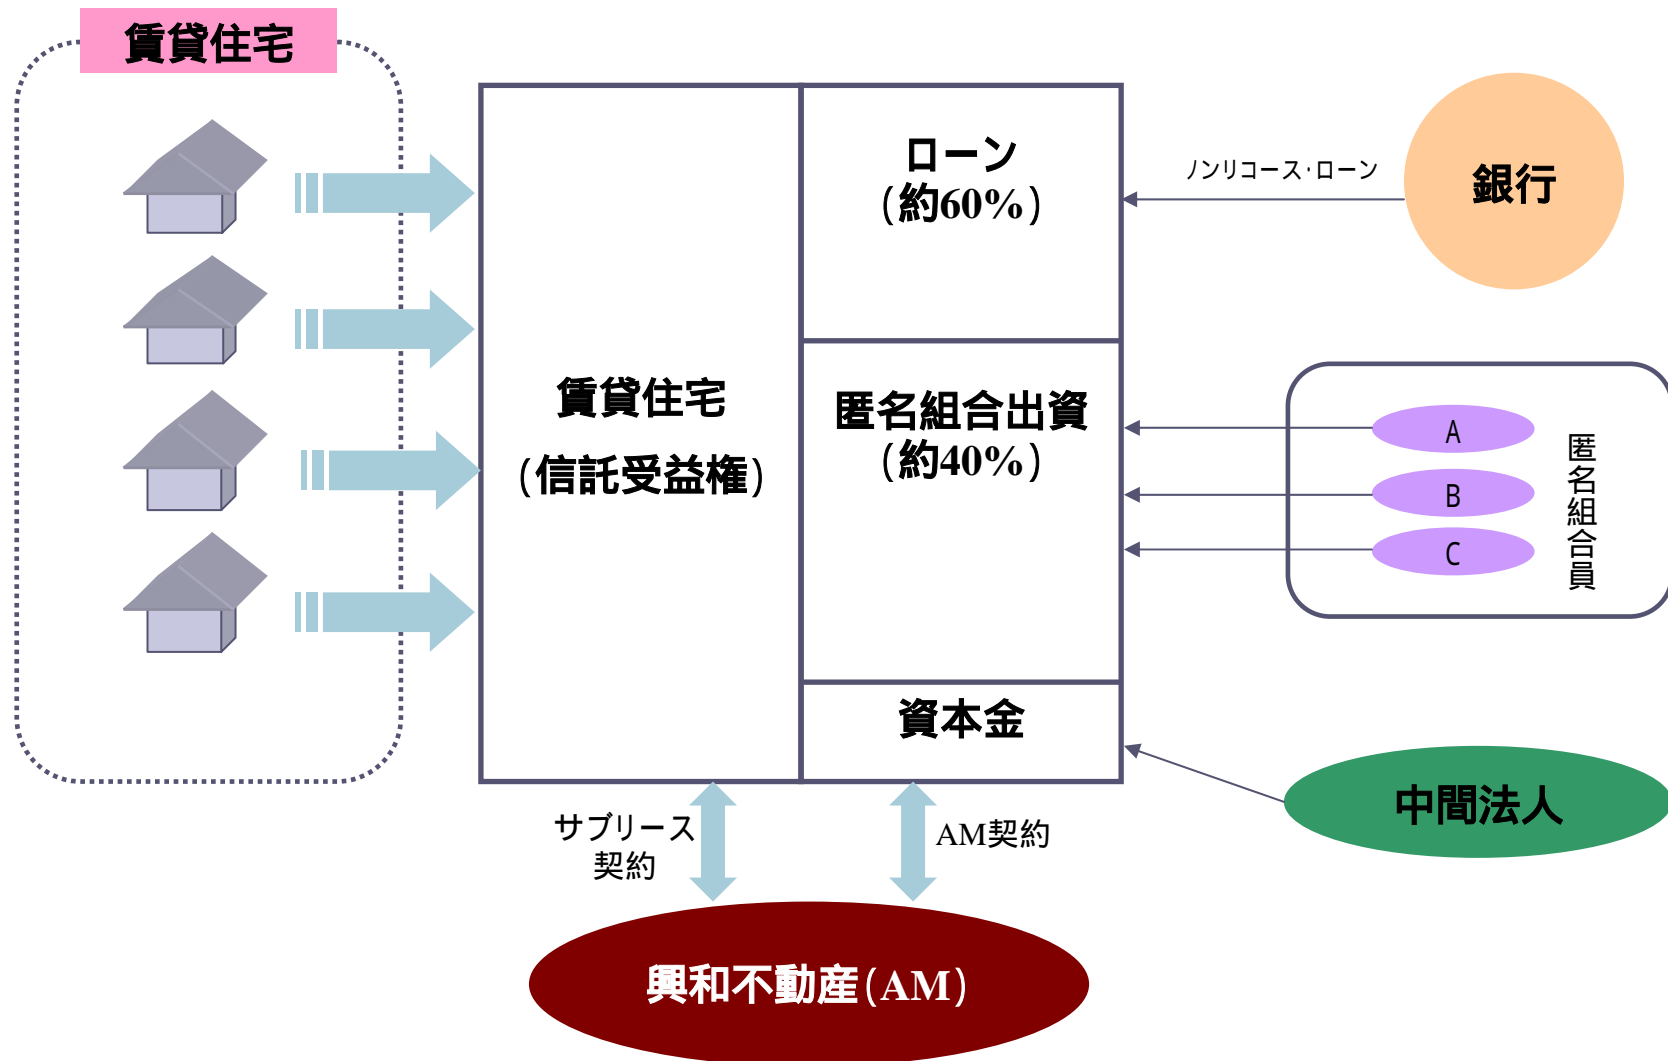 賃貸住宅
ローン
(約60%)
ノンリコース・ローン
銀行
賃貸住宅
(信託受益権)
匿名組合出資
(約40%)
A
B
C
匿名組合員
資本金
中間法人
サブリース
契約
AM契約
興和不動産(AM)